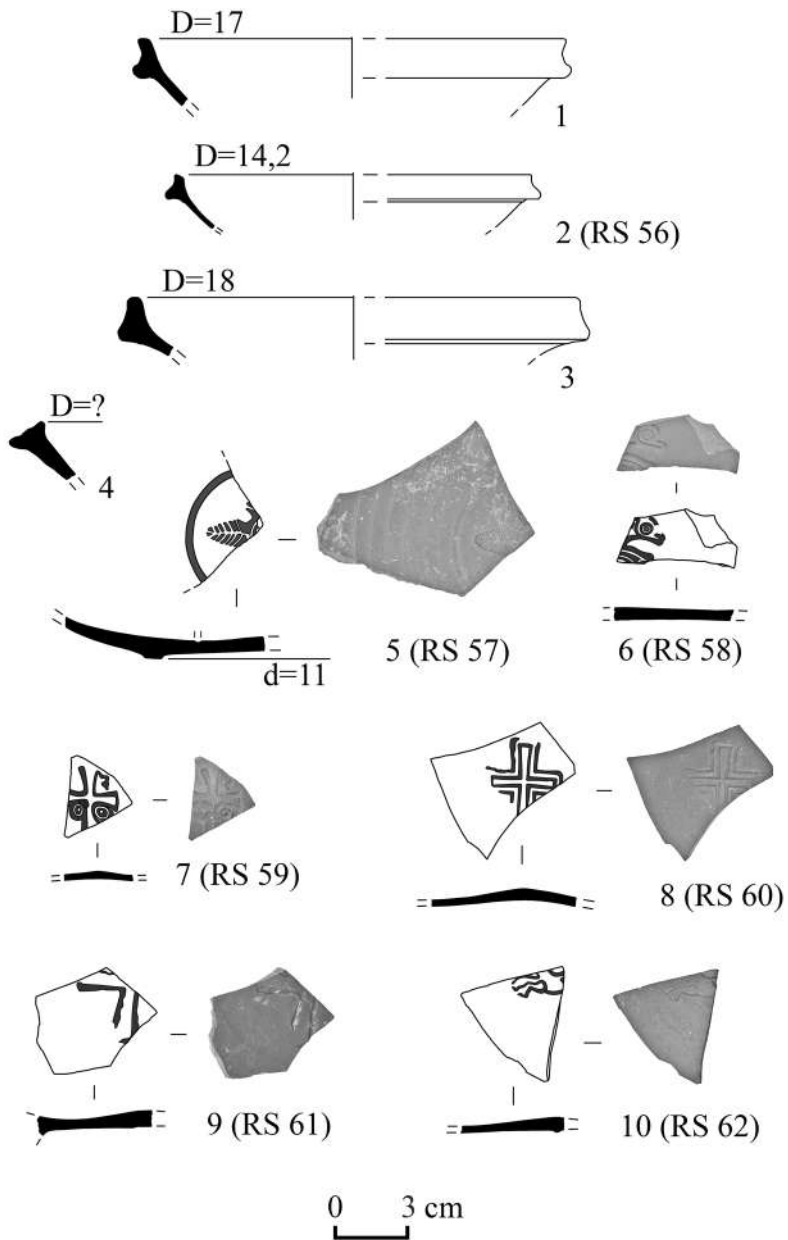 D=17
1
D=14,2
2 (RS 56)
D=18
3
D=?
4
5 (RS 57)
d=11
6 (RS 58)
7 (RS 59)
8 (RS 60)
9 (RS 61)
10 (RS 62)
0 3 cm